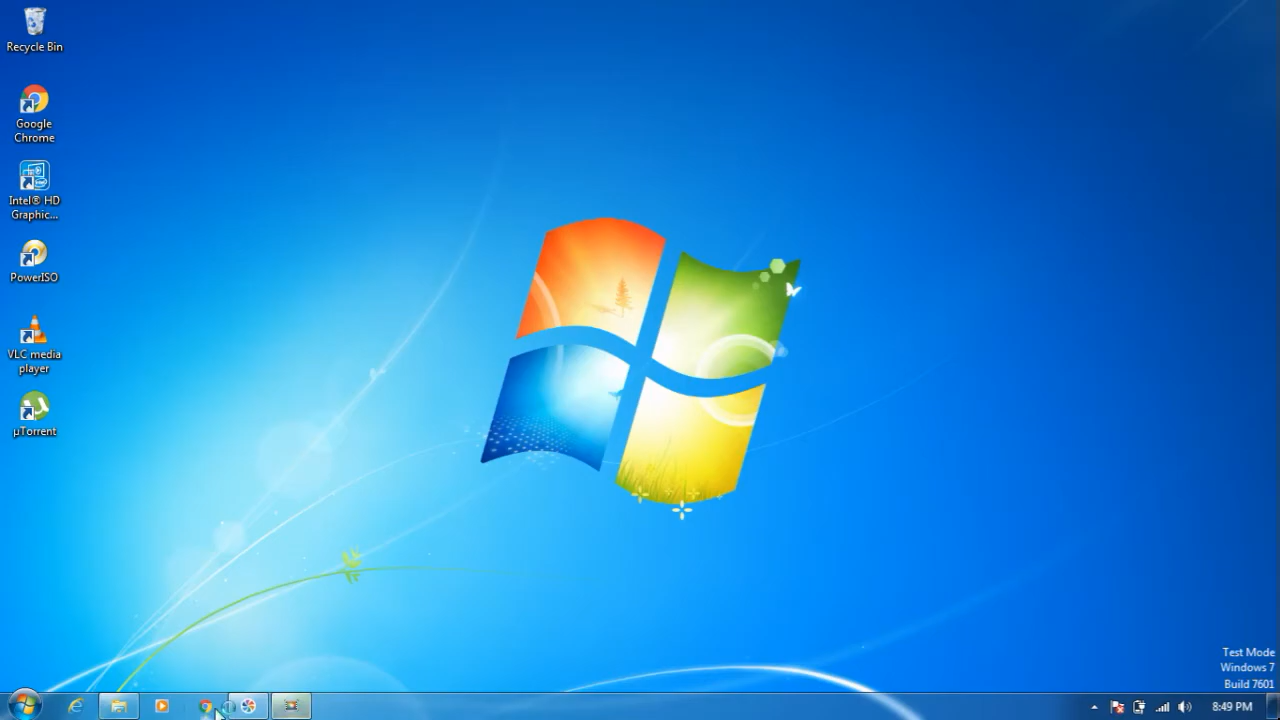 Recycle Bin
Google
Chrome
Intel® HD
Graphic...
PowerISO
VLC media
player
µTorrent
Test Mode
Windows 7
Build 7601
8:49 PM